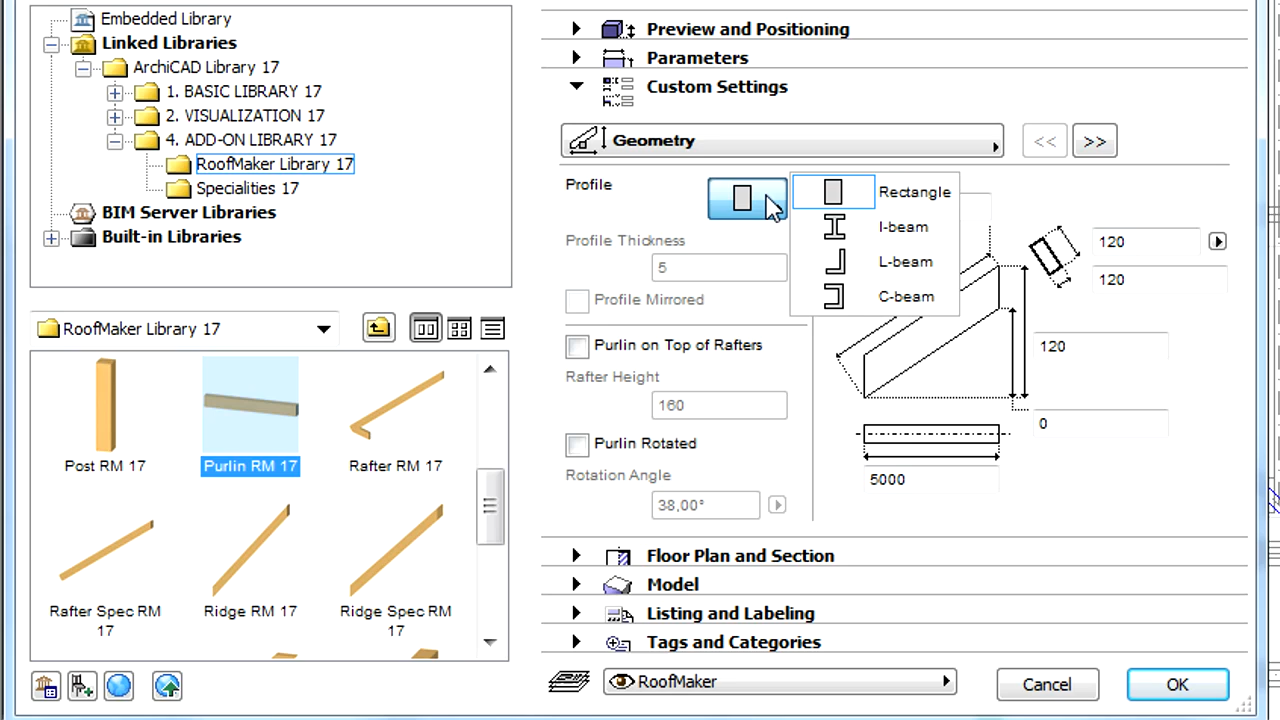 Embedded Library
Linked Libraries
ArchiCAD Library 17
1. BASIC LIBRARY 17
2. VISUALIZATION 17
4. ADD-ON LIBRARY 17
RoofMaker Library 17
Specialities 17
BIM Server Libraries
Built-in Libraries
RoofMaker Library 17
Post RM 17
Purlin RM 17
Rafter RM 17
Rafter Spec RM
17
Ridge RM 17
Ridge Spec RM
17
Preview and Positioning
Parameters
Custom Settings
Geometry
<<
>>
Profile
Rectangle
I-beam
L-beam
C-beam
Profile Thickness
5
Profile Mirrored
Purlin on Top of Rafters
Rafter Height
160
Purlin Rotated
Rotation Angle
38,00°
120
120
120
0
5000
Floor Plan and Section
Model
Listing and Labeling
Tags and Categories
RoofMaker
Cancel
OK